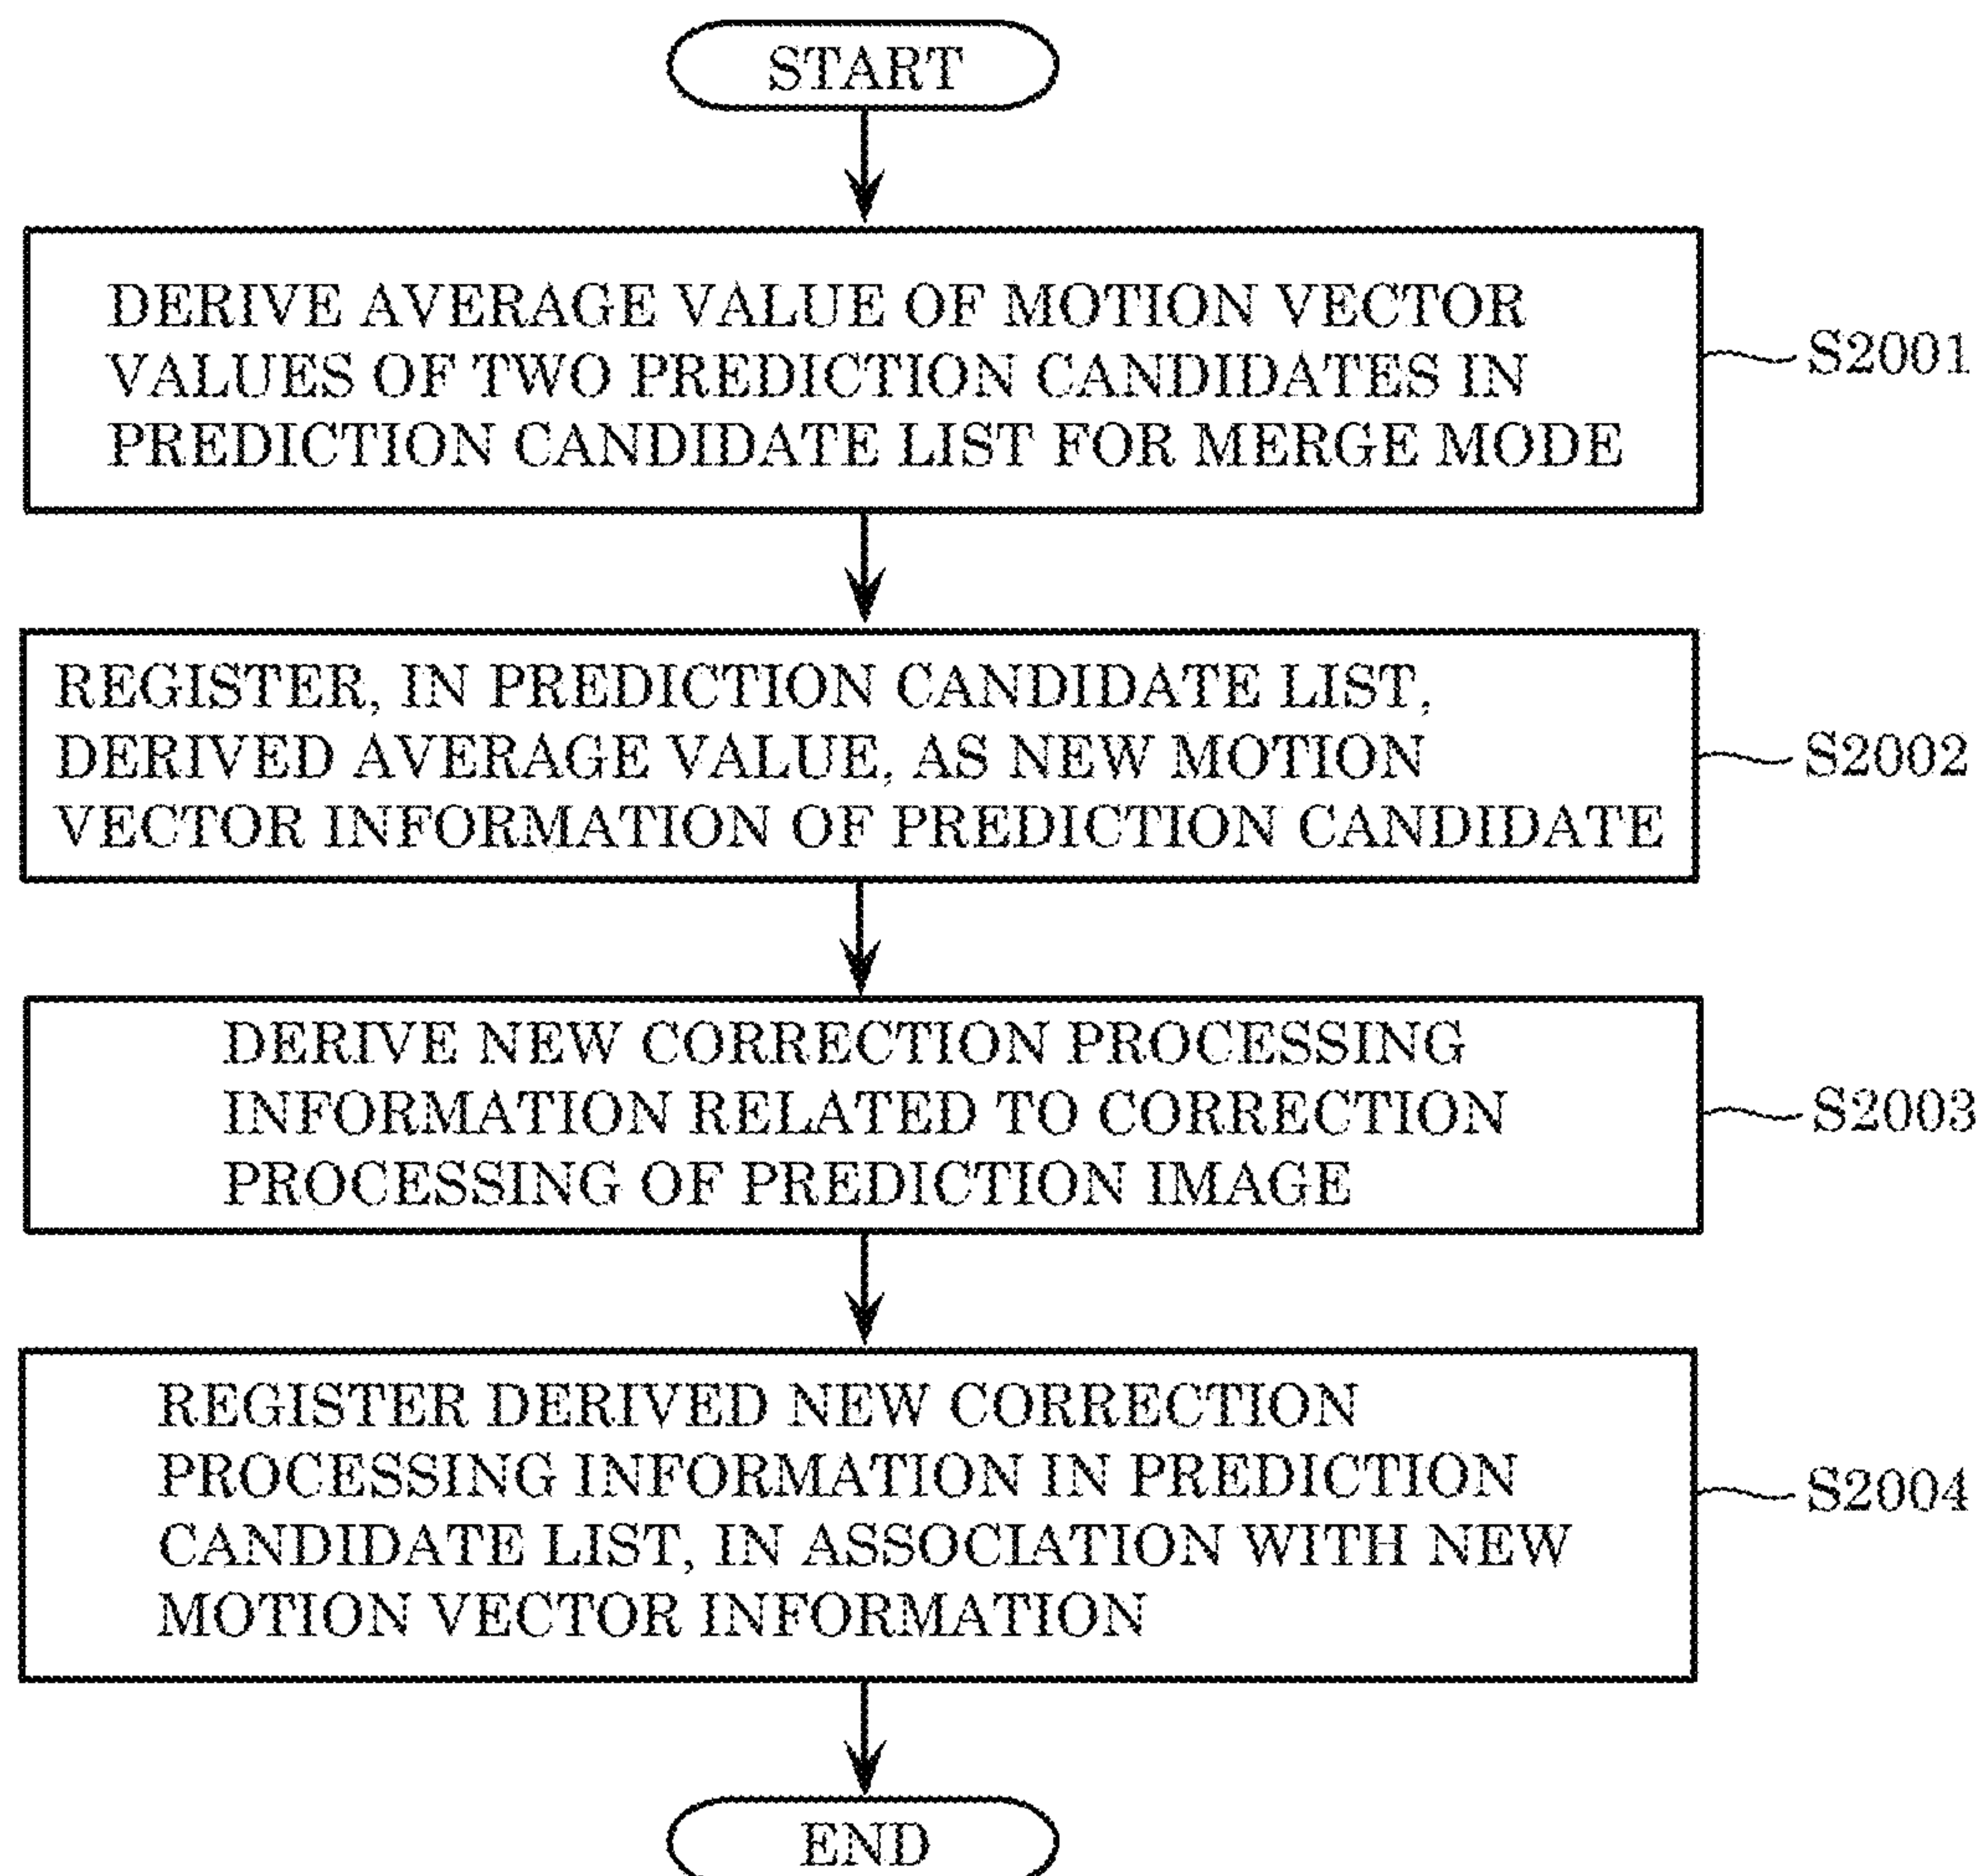 START
DERIVE AVERAGE VALUE OF MOTION VECTOR
VALUES OF TWO PREDICTION CANDIDATES IN
PREDICTION CANDIDATE LIST FOR MERGE MODE
S2001
REGISTER, IN PREDICTION CANDIDATE LIST,
DERIVED AVERAGE VALUE, AS NEW MOTION
VECTOR INFORMATION OF PREDICTION CANDIDATE
S2002
DERIVE NEW CORRECTION PROCESSING
INFORMATION RELATED TO CORRECTION
PROCESSING OF PREDICTION IMAGE
S2003
REGISTER DERIVED NEW CORRECTION
PROCESSING INFORMATION IN PREDICTION
CANDIDATE LIST, IN ASSOCIATION WITH NEW
MOTION VECTOR INFORMATION
S2004
END